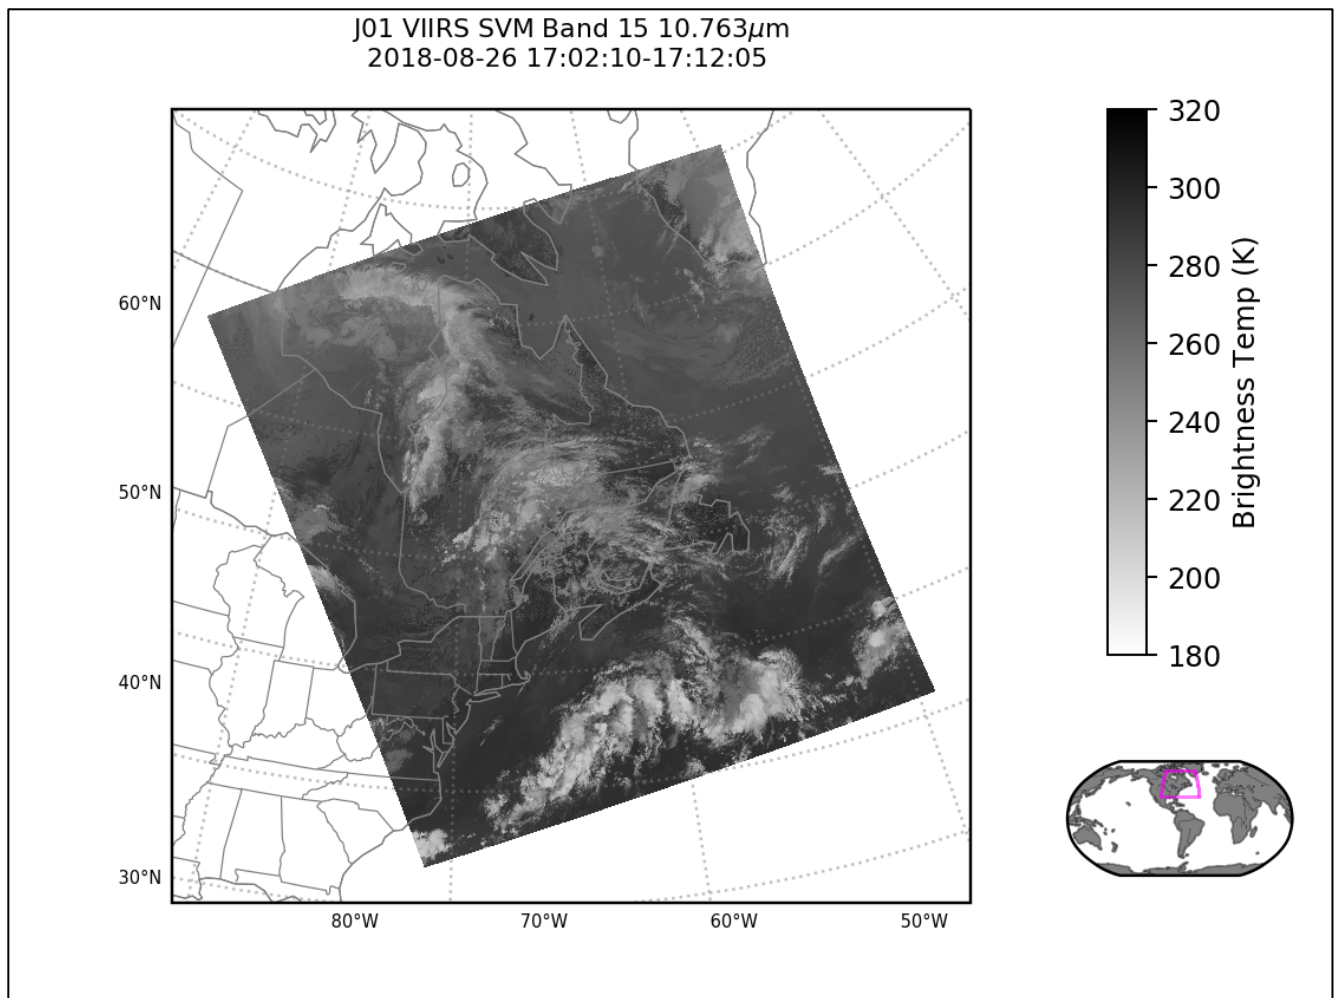 J01 VIIRS SVM Band 15 10.763μm
2018-08-26 17:02:10-17:12:05
60°N
50°N
40°N
30°N
80°W
70°W
60°W
50°W
320
300
280
260
240
220
200
180
Brightness Temp (K)